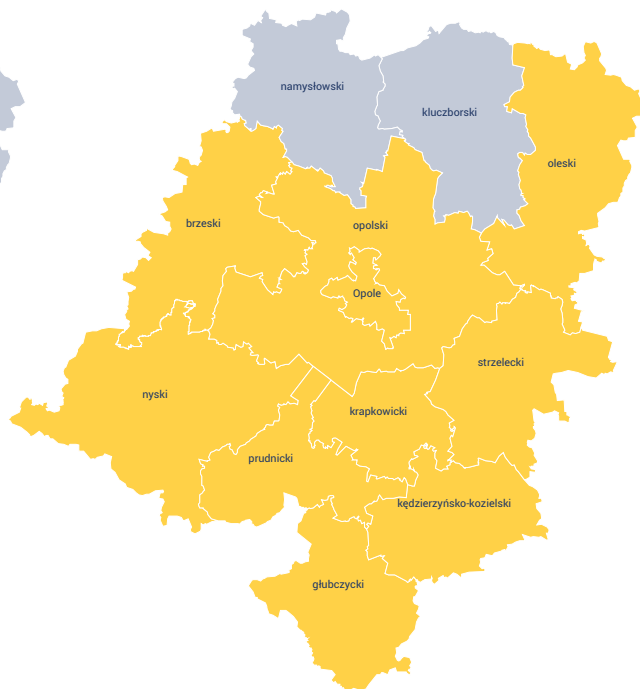 namysłowski
kluczborski
oleski
brzeski
opolski
Opole
strzelecki
nyski
krapkowicki
prudnicki
kędzierzyńsko-kozielski
głubczycki